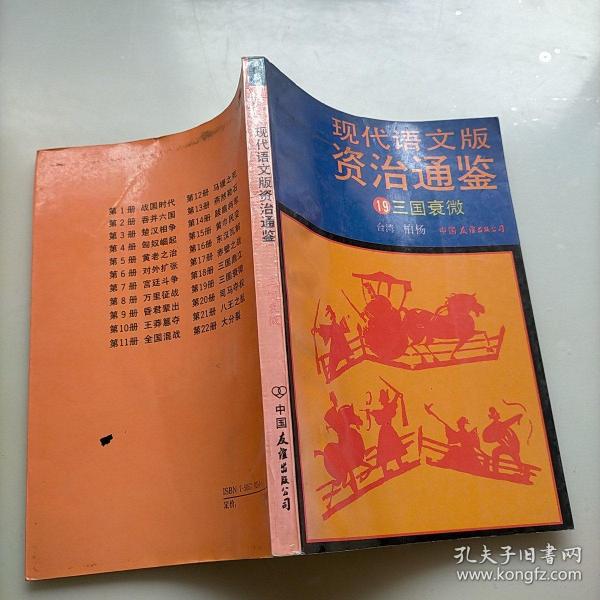 现代语文版
资治通鉴
19 三国衰微
台湾 柏杨 中国友谊出版公司
现代语文版资治通鉴
中国友谊出版公司
第1册 战国时代
第2册 吞并六国
第3册 楚汉相争
第4册 匈奴崛起
第5册 黄老之治
第6册 对外扩张
第7册 宫廷斗争
第8册 万里征战
第9册 昏君辈出
第10册 王莽篡夺
第11册 全国混战
第12册 马援之死
第13册 燕然勒石
第14册 跋扈将军
第15册 黄巾民变
第16册 东汉瓦解
第17册 赤壁之战
第18册 三国鼎立
第19册 三国衰微
第20册 司马夺权
第21册 八王之乱
第22册 大分裂
定价:
孔夫子旧书网
www.kongfz.com